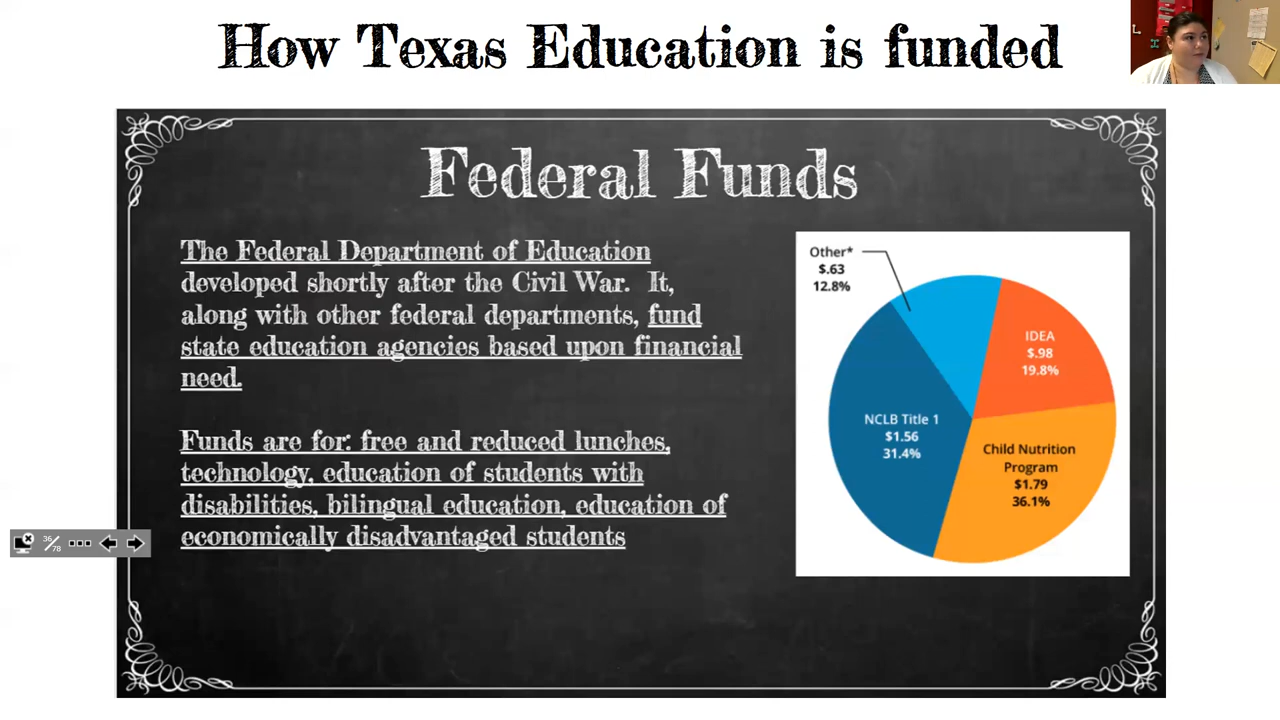 How Texas Education is funded
Federal Funds
The Federal Department of Education
developed shortly after the Civil War. It,
along with other federal departments, fund
state education agencies based upon financial
need.
Funds are for: free and reduced lunches,
technology, education of students with
disabilities, bilingual education, education of
economically disadvantaged students
Other*
$.63
12.8%
IDEA
$.98
19.8%
NCLB Title 1
$1.56
31.4%
Child Nutrition
Program
$1.79
36.1%
36/78